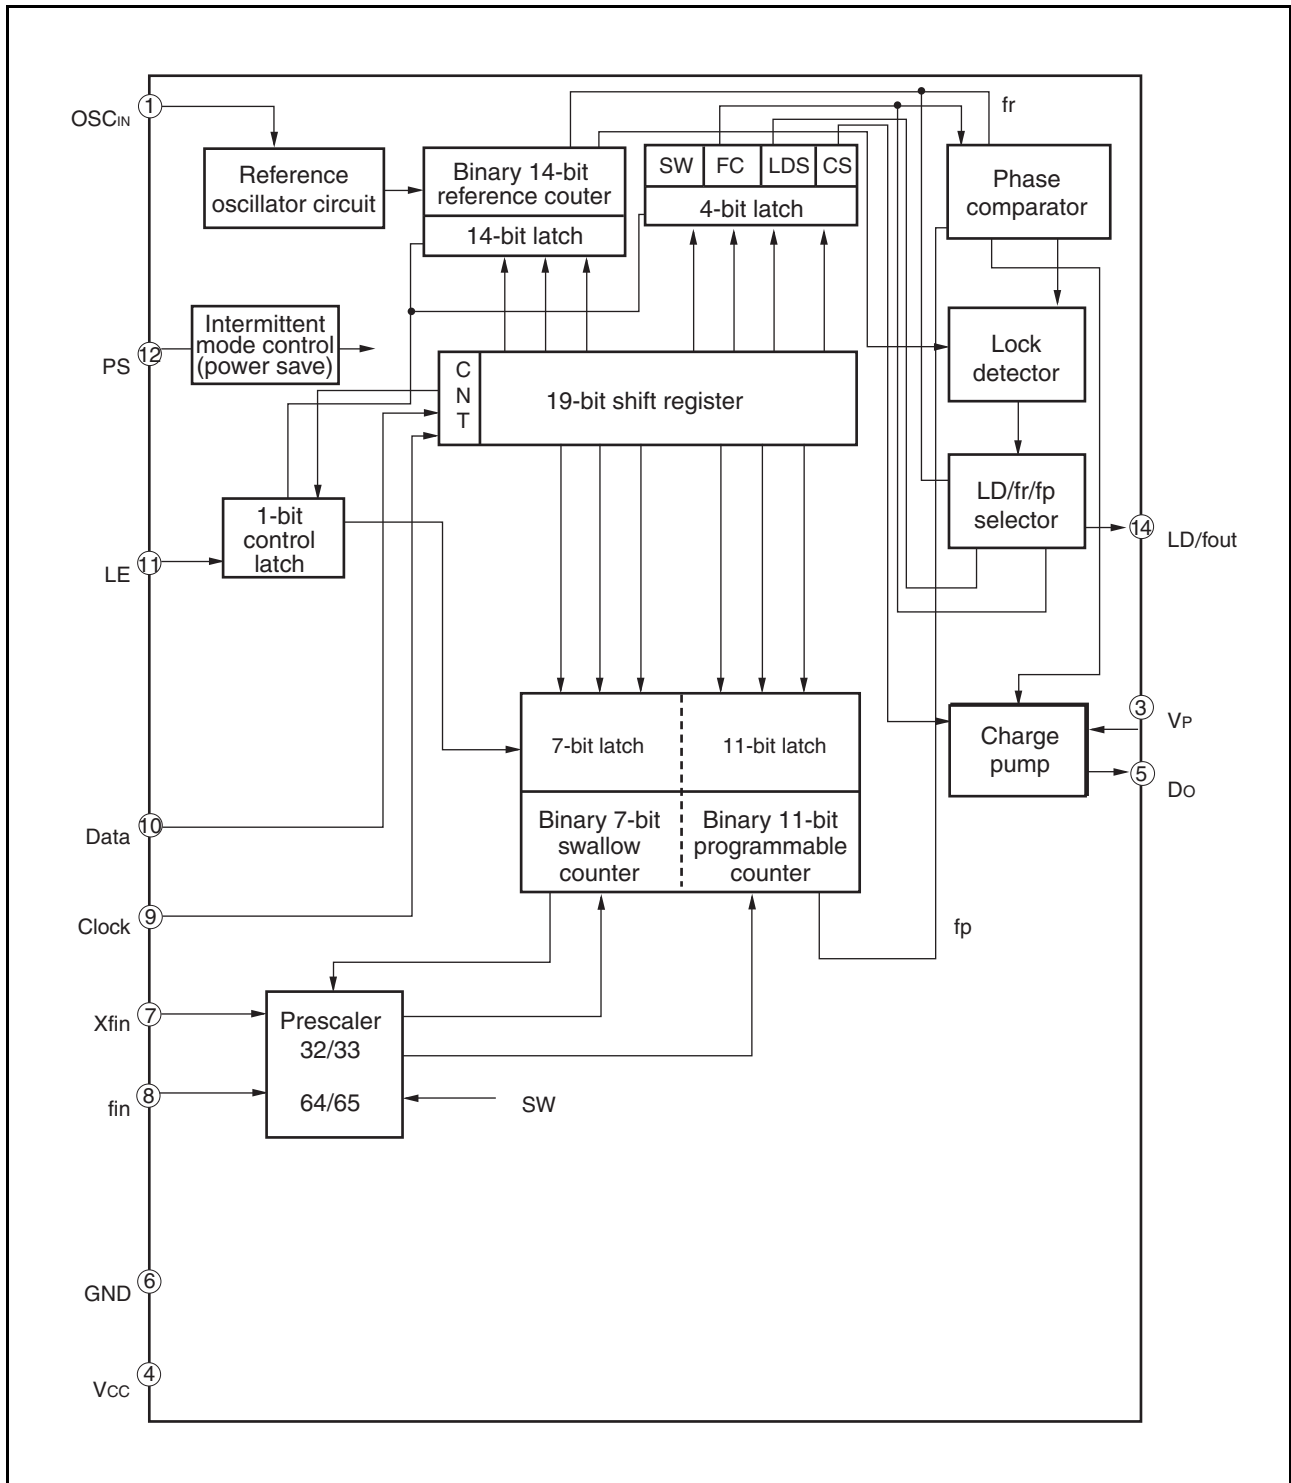 1
OSCIN
Reference
oscillator circuit
Binary 14-bit
reference couter
14-bit latch
SW
FC
LDS
CS
4-bit latch
fr
Phase
comparator
12
PS
Intermittent
mode control
(power save)
C
N
T
19-bit shift register
Lock
detector
11
LE
1-bit
control
latch
LD/fr/fp
selector
14
LD/fout
7-bit latch
11-bit latch
Charge
pump
3
VP
5
DO
10
Data
Binary 7-bit
swallow
counter
Binary 11-bit
programmable
counter
9
Clock
fp
7
Xfin
8
fin
Prescaler
32/33
64/65
SW
6
GND
4
VCC